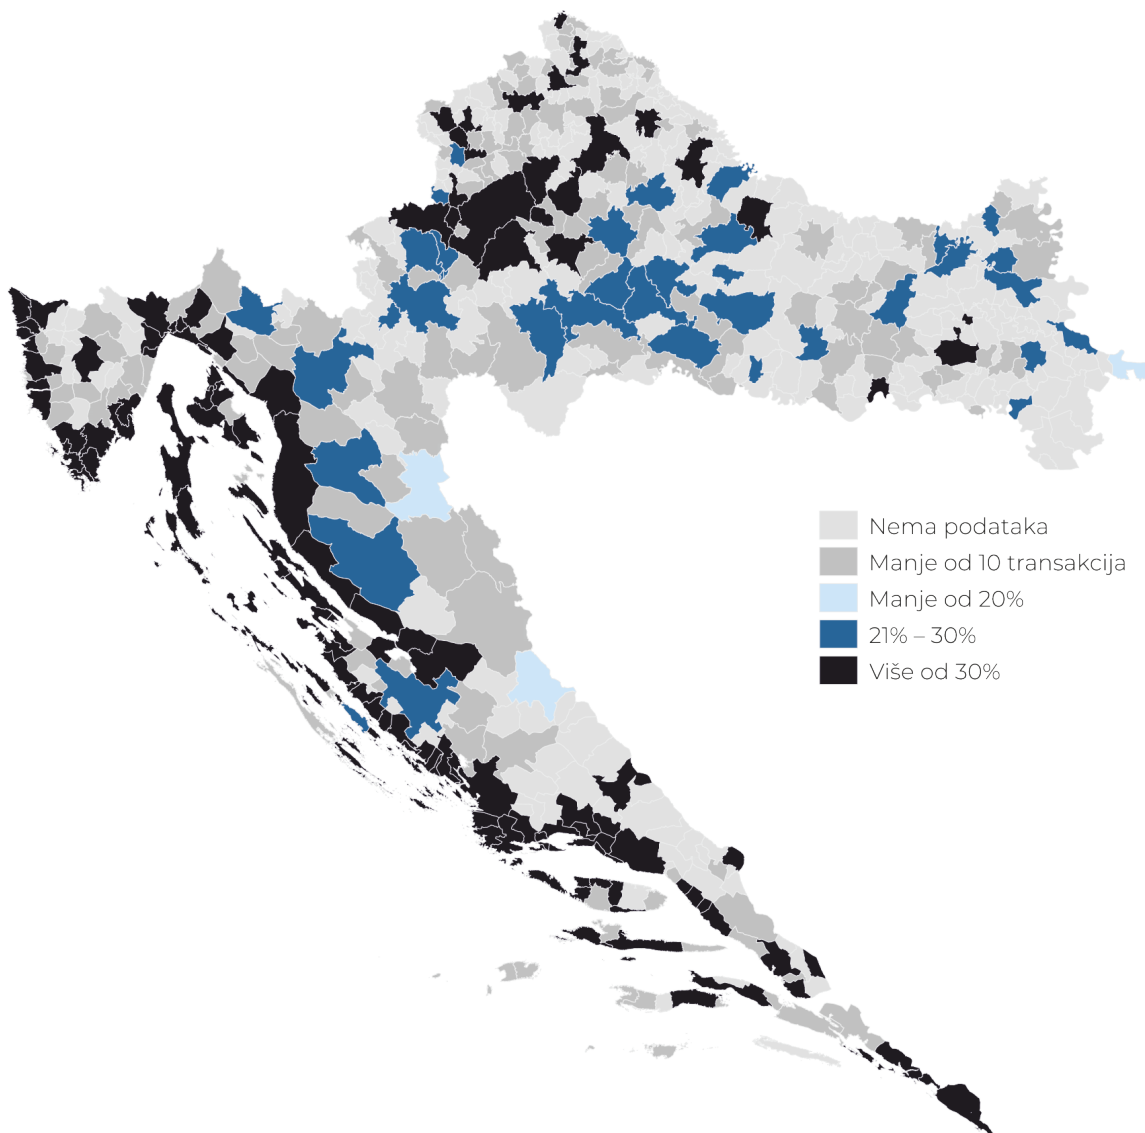 Nema podataka
Manje od 10 transakcija
Manje od 20%
21% – 30%
Više od 30%